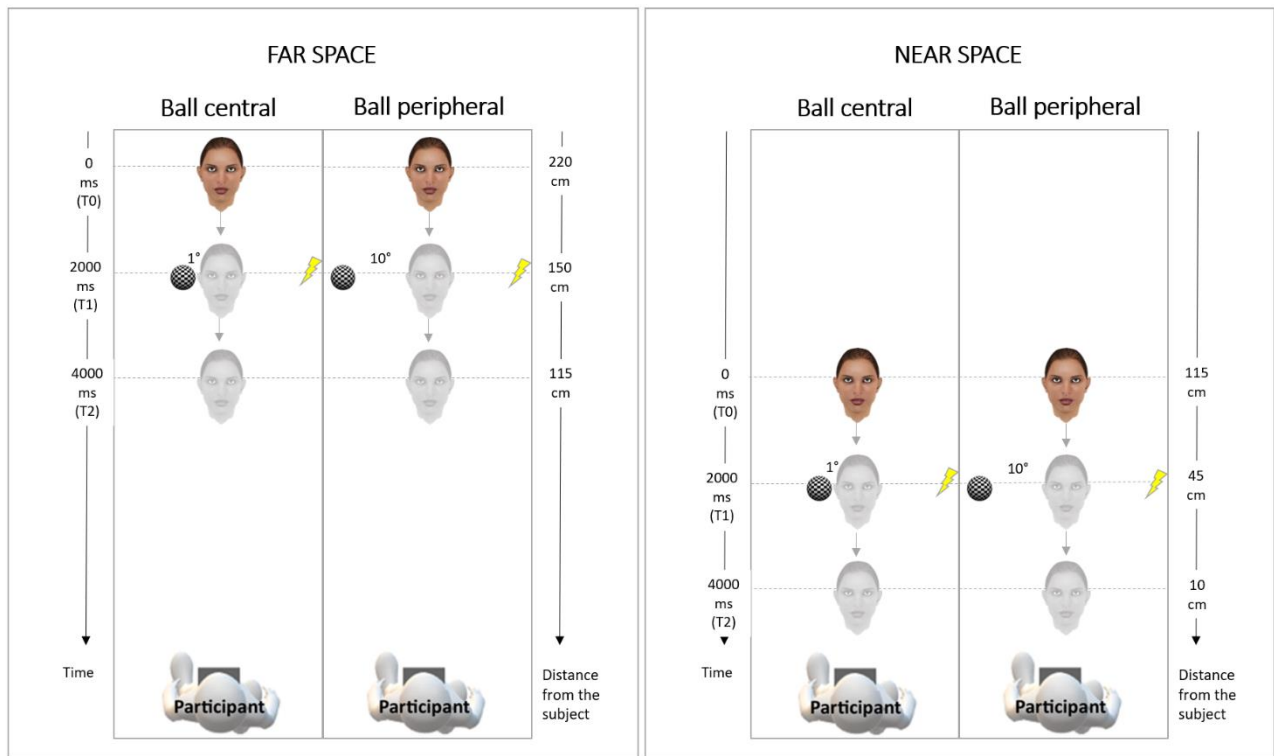 FAR SPACE
Ball central
Ball peripheral
0
ms
(T0)
220
cm
2000
ms
(T1)
1°
10°
150
cm
4000
ms
(T2)
115
cm
Time
Participant
Participant
Distance
from the
subject
NEAR SPACE
Ball central
Ball peripheral
0
ms
(T0)
115
cm
2000
ms
(T1)
1°
10°
45
cm
4000
ms
(T2)
10
cm
Time
Participant
Participant
Distance
from the
subject